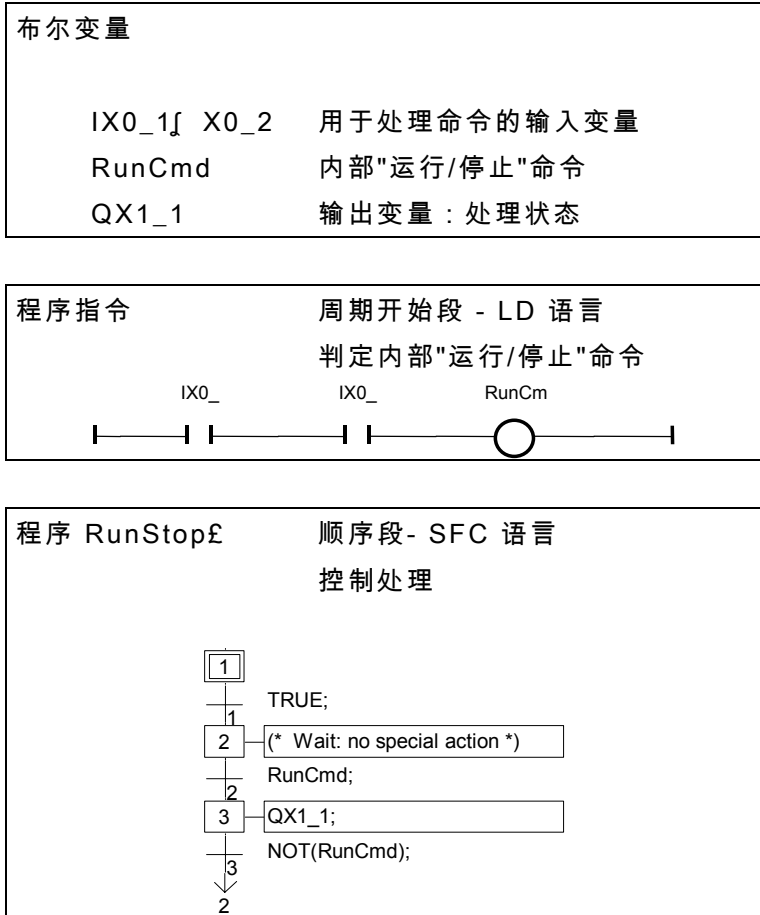 布尔变量
IX0_1ʃ X0_2 用于处理命令的输入变量
RunCmd 内部"运行/停止"命令
QX1_1 输出变量：处理状态
程序指令 周期开始段 - LD 语言
判定内部"运行/停止"命令
IX0_ IX0_ RunCm
程序 RunStop£ 顺序段- SFC 语言
控制处理
1
TRUE;
1
2 (* Wait: no special action *)
RunCmd;
2
3 QX1_1;
NOT(RunCmd);
3
2